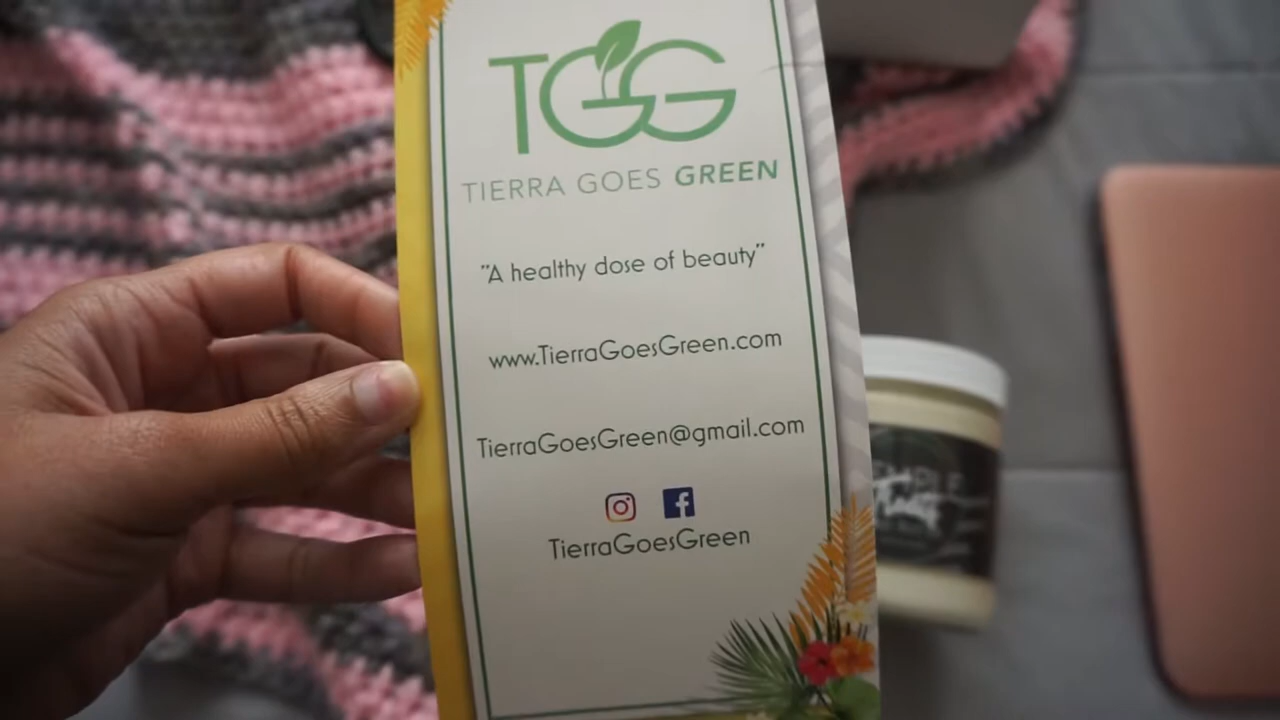 TGG
TIERRA GOES GREEN
"A healthy dose of beauty"
www.TierraGoesGreen.com
TierraGoesGreen@gmail.com
TierraGoesGreen